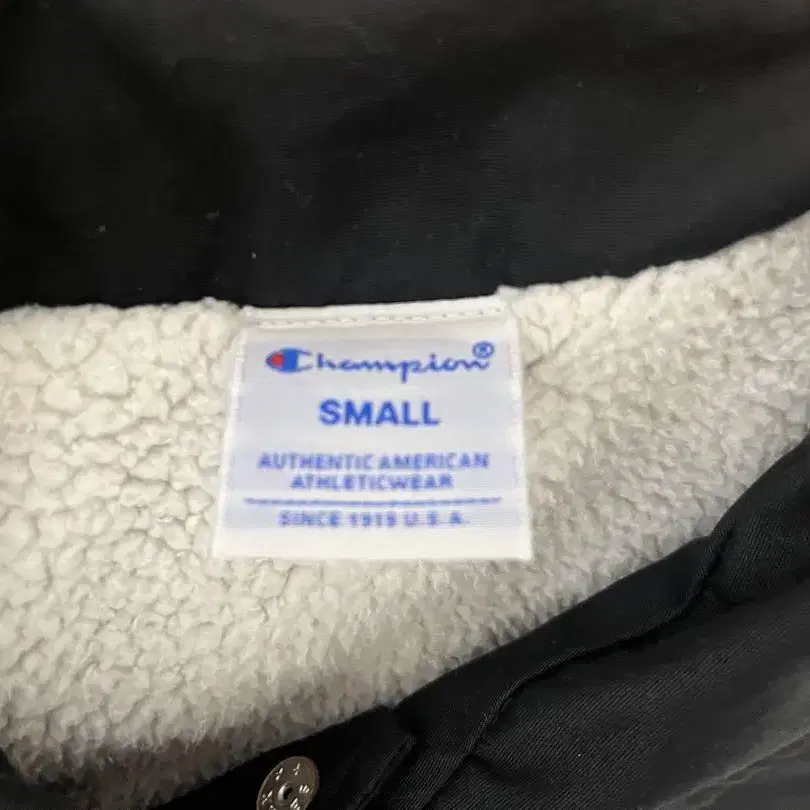 Champion®
SMALL
AUTHENTIC AMERICAN
ATHLETICWEAR
SINCE 1919 U.S.A.